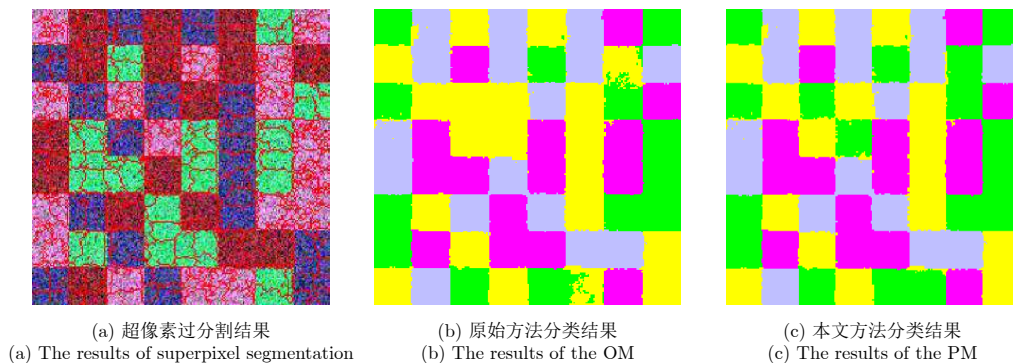 (a) 超像素过分割结果
(a) The results of superpixel segmentation
(b) 原始方法分类结果
(b) The results of the OM
(c) 本文方法分类结果
(c) The results of the PM